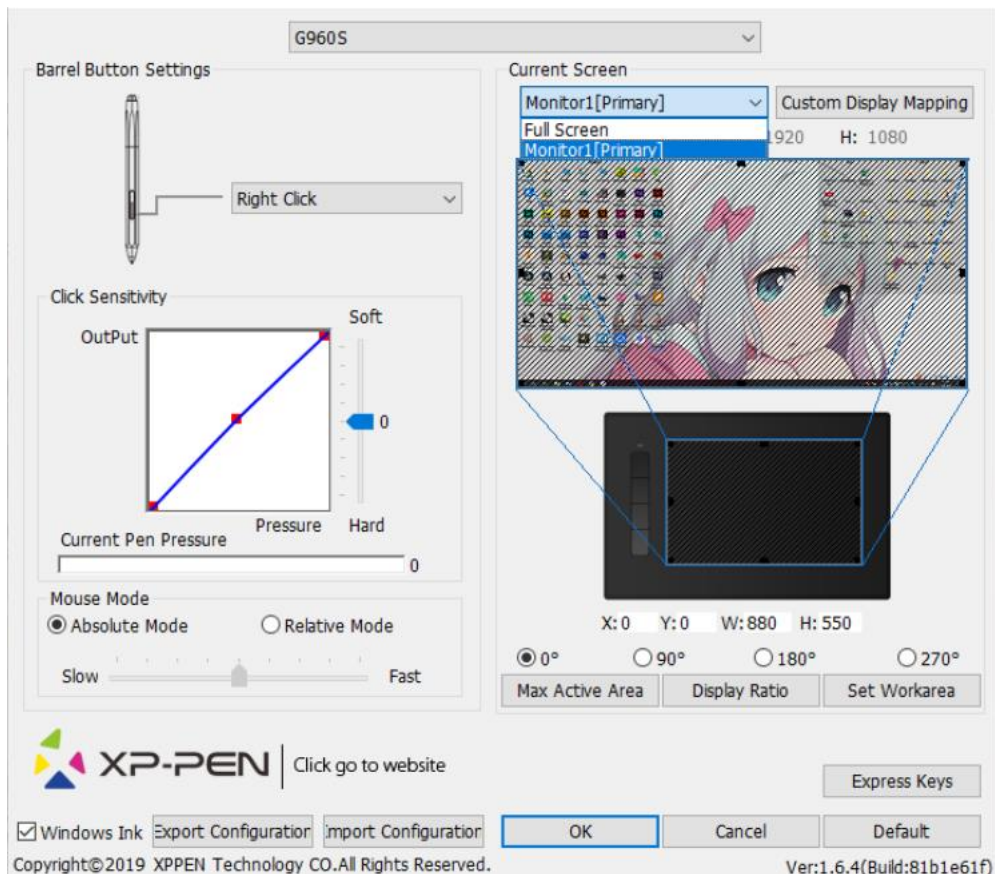 G960S
Barrel Button Settings
Right Click
Click Sensitivity
OutPut
Soft
0
Pressure
Hard
Current Pen Pressure
0
Mouse Mode
Absolute Mode
Relative Mode
Slow
Fast
Current Screen
Monitor1[Primary]
Custom Display Mapping
Full Screen
Monitor1[Primary]
1920 H: 1080
X: 0 Y: 0 W: 880 H: 550
0° 90° 180° 270°
Max Active Area
Display Ratio
Set Workarea
XP-PEN
Click go to website
Express Keys
Windows Ink
Export Configuration
Import Configuration
OK
Cancel
Default
Copyright©2019 XPPEN Technology CO.All Rights Reserved.
Ver:1.6.4(Build:81b1e61f)